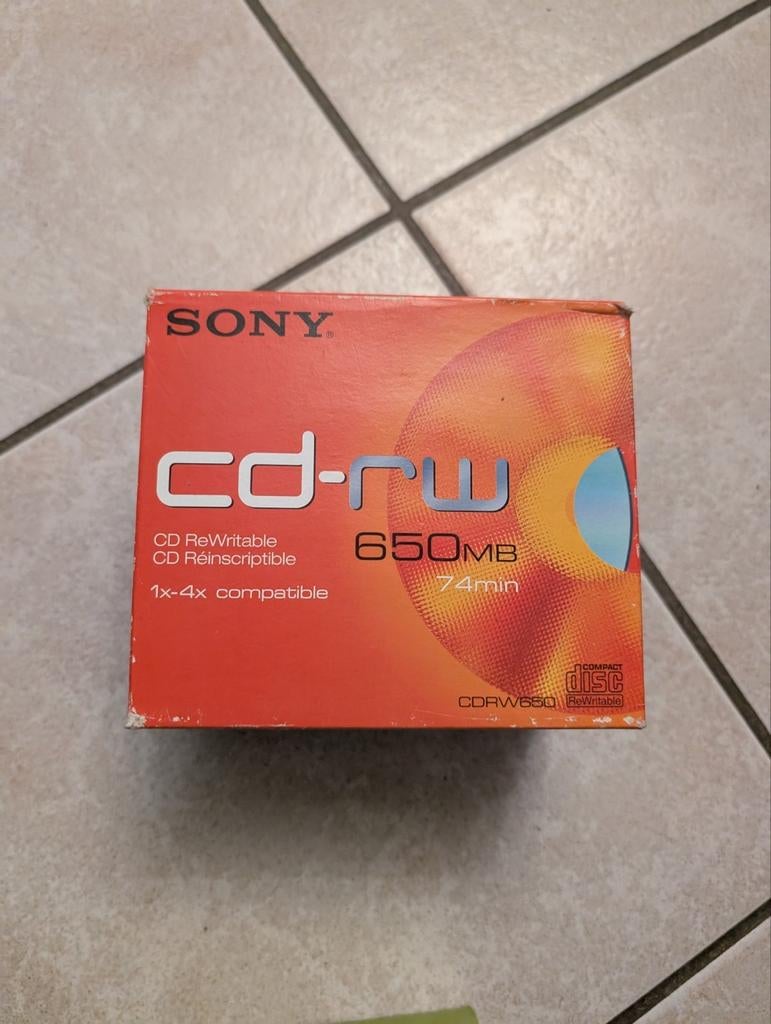 SONY®
cd-rw
CD ReWritable
CD Réinscriptible
650MB
74min
1x-4x compatible
CDRW650
COMPACT
disc
ReWritable